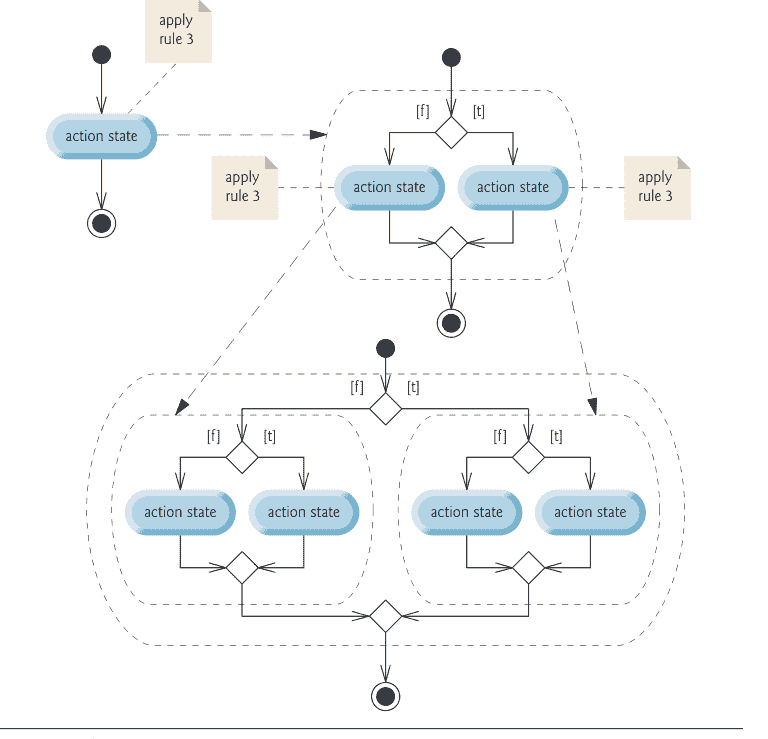 apply
rule 3
action state
[f] [t]
apply
rule 3
action state
action state
apply
rule 3
[f] [t]
[f] [t]
[f] [t]
action state
action state
action state
action state